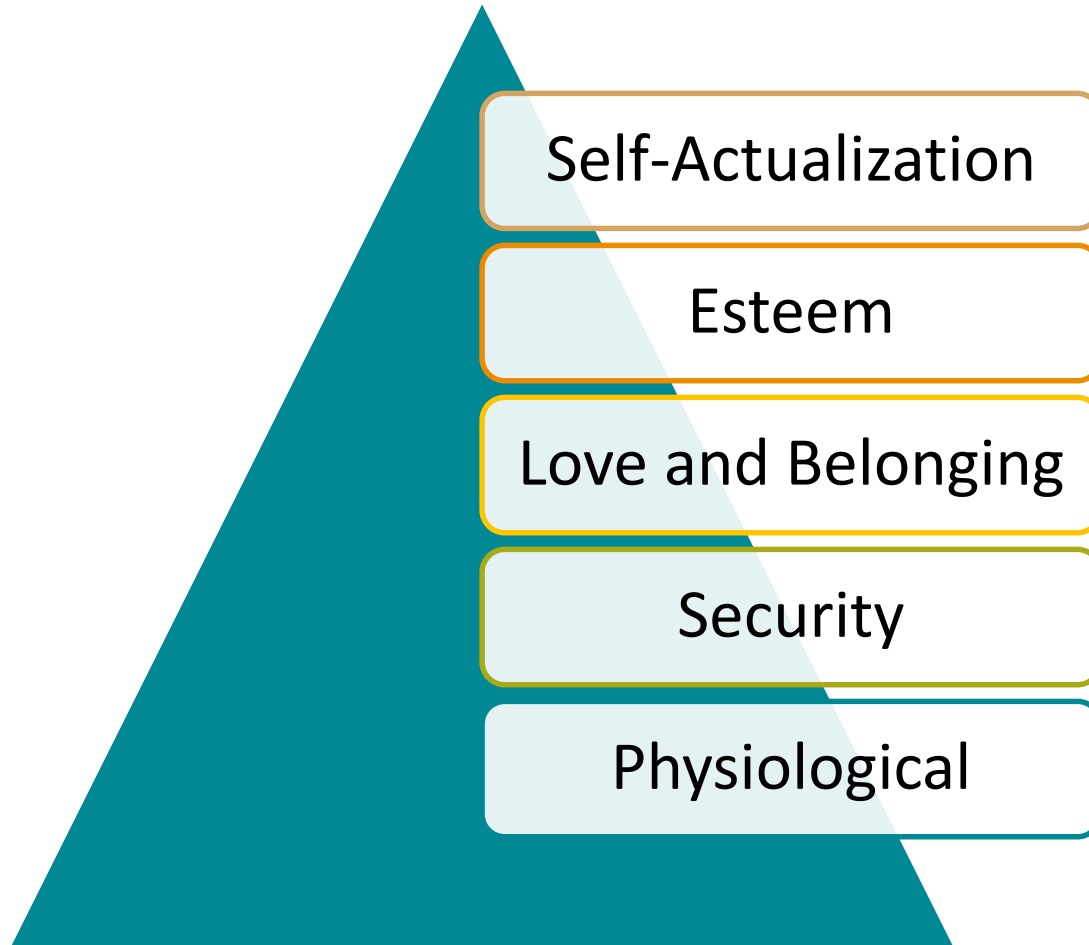 Self-Actualization
Esteem
Love and Belonging
Security
Physiological